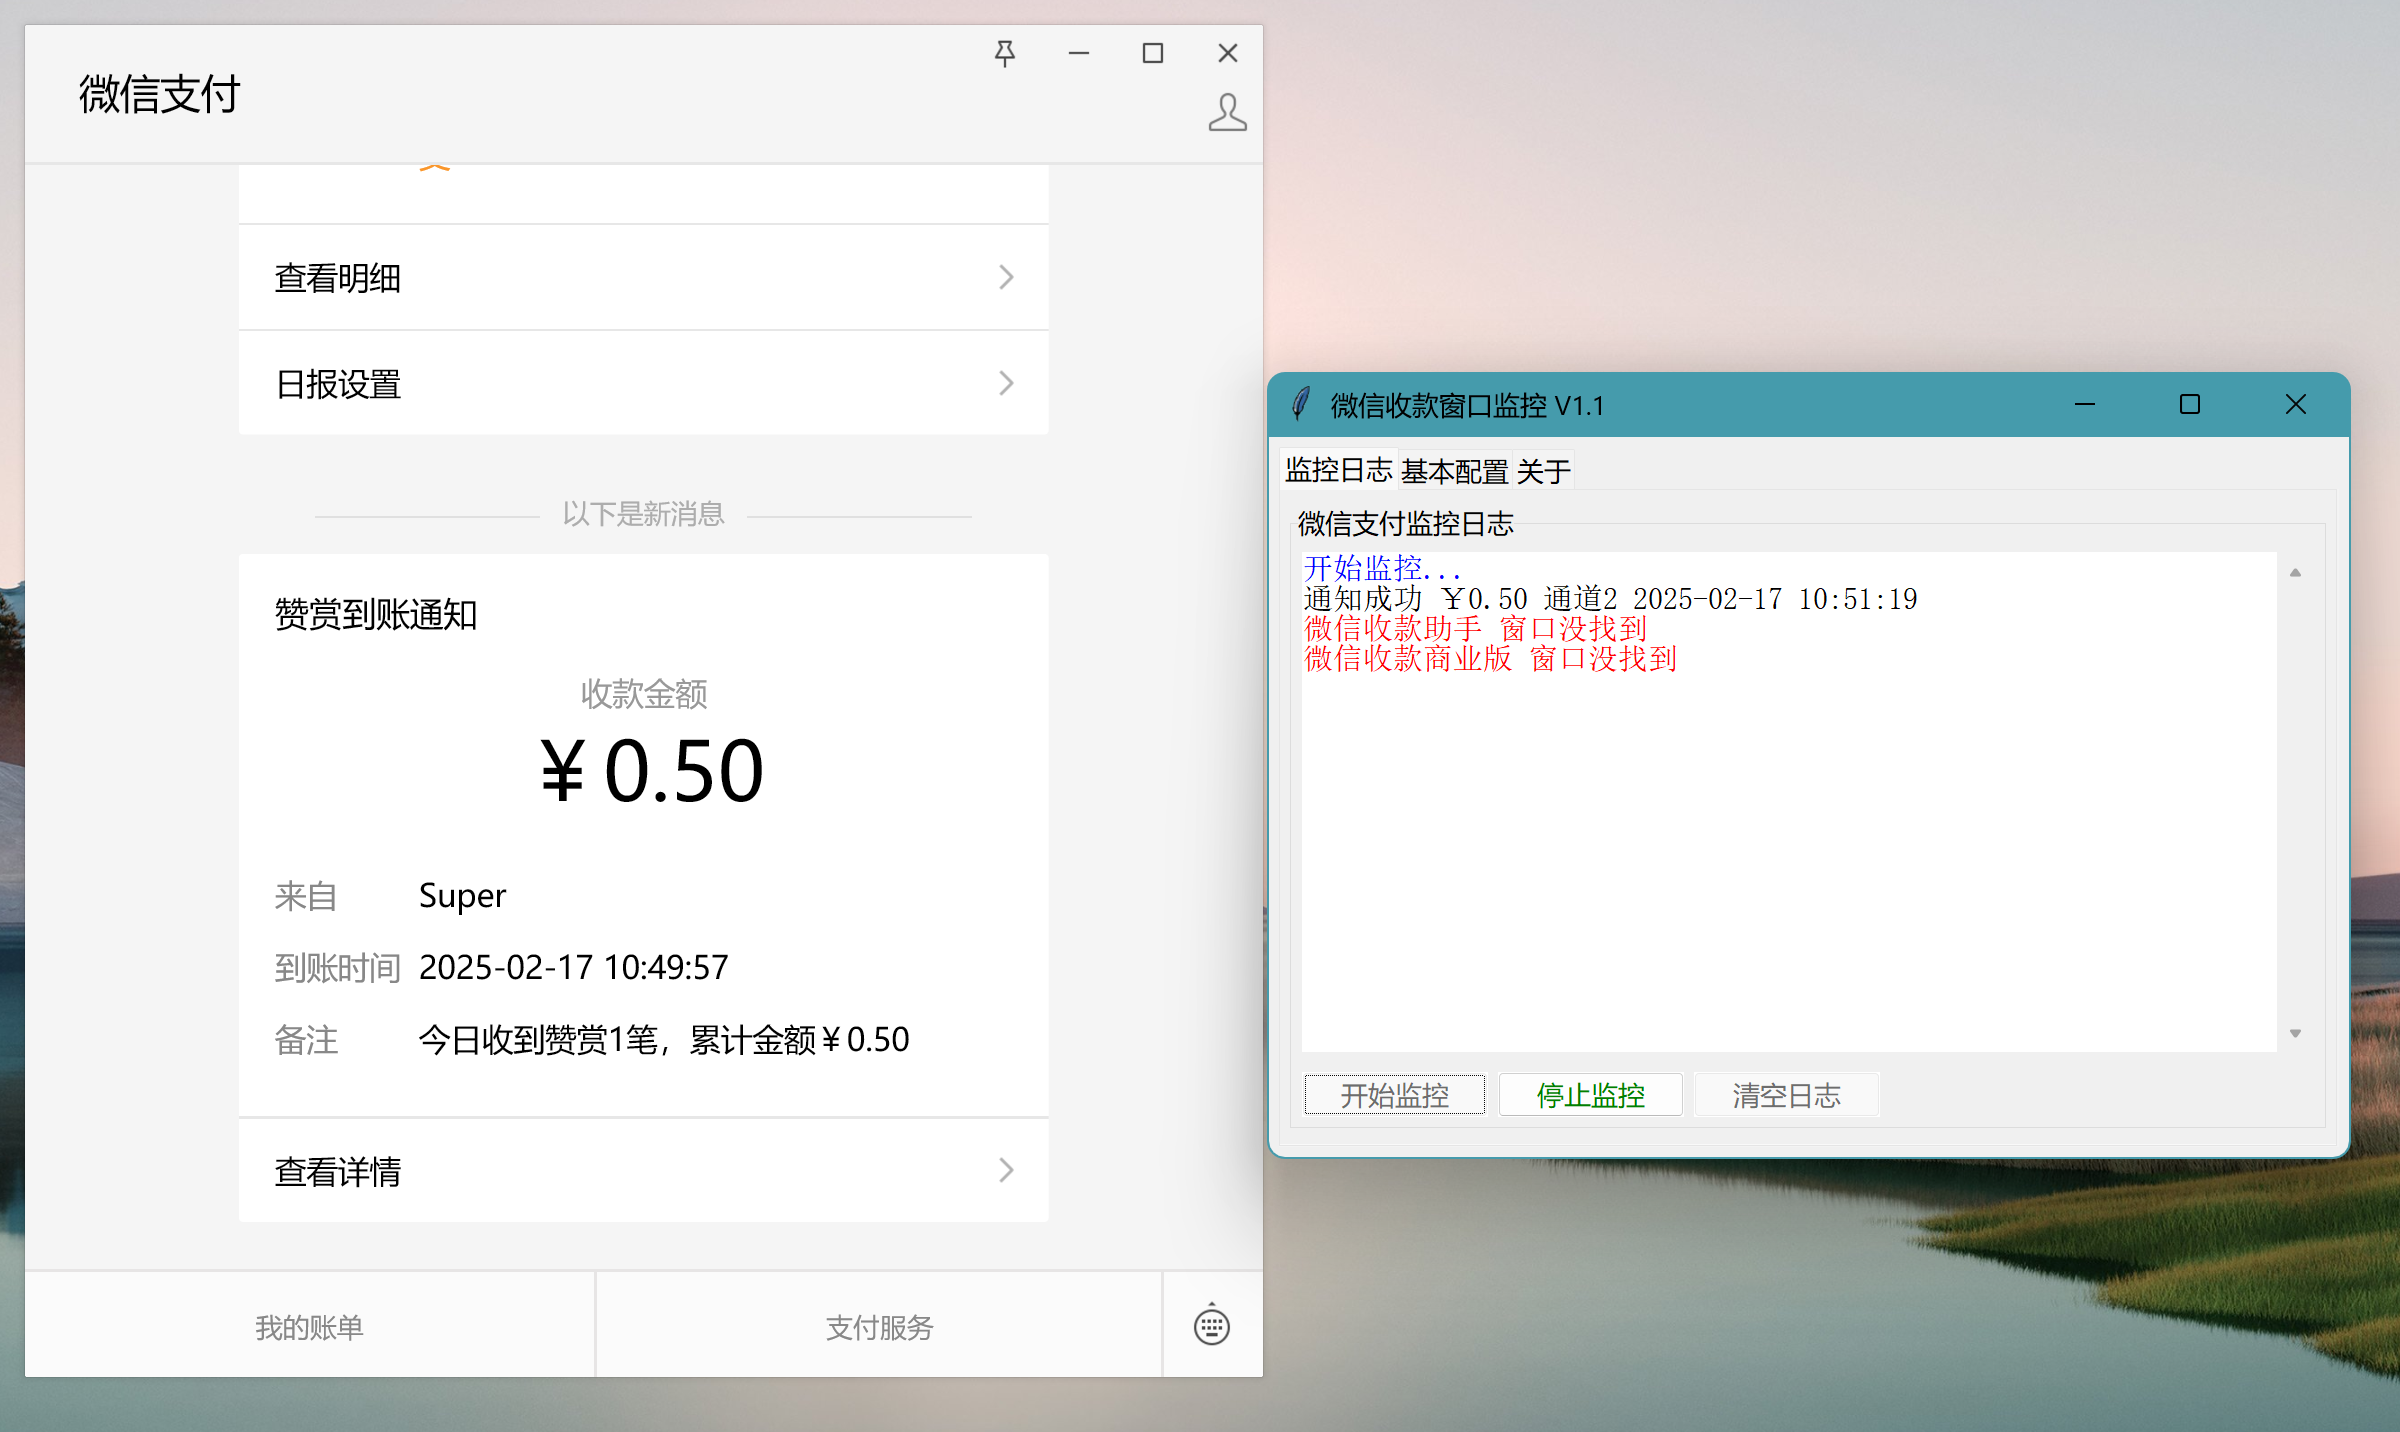 微信支付
查看明细
日报设置
以下是新消息
赞赏到账通知
收款金额
¥0.50
来自 Super
到账时间 2025-02-17 10:49:57
备注 今日收到赞赏1笔，累计金额¥0.50
查看详情
我的账单 支付服务
微信收款窗口监控 V1.1
监控日志 基本配置 关于
微信支付监控日志
开始监控...
通知成功 ¥0.50 通道2 2025-02-17 10:51:19
微信收款助手 窗口没找到
微信收款商业版 窗口没找到
开始监控 停止监控 清空日志